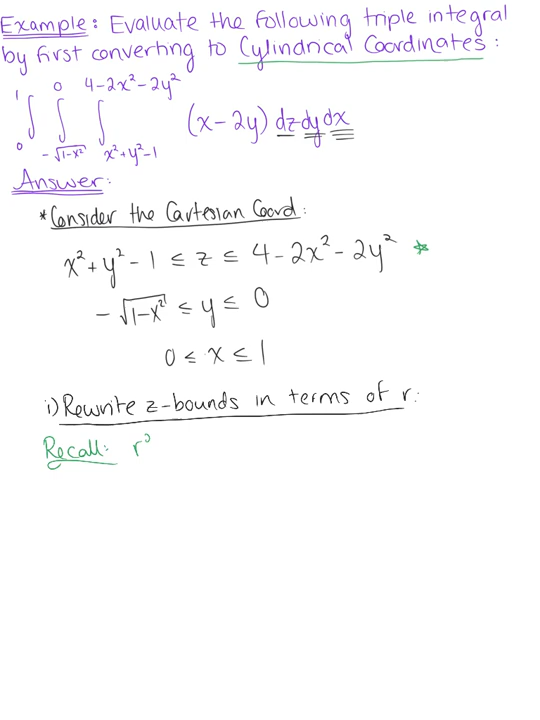 Example: Evaluate the following triple integral
by first converting to Cylindrical Coordinates:
∫₀¹ ∫_{-√(1-x²)}^{0} ∫_{x²+y²-1}^{4-2x²-2y²} (x-2y) dz dy dx
Answer:
*Consider the Cartesian Coord:
x²+y²-1 ≤ z ≤ 4-2x²-2y² *
-√(1-x²) ≤ y ≤ 0
0 ≤ x ≤ 1
i) Rewrite z-bounds in terms of r:
Recall: r²